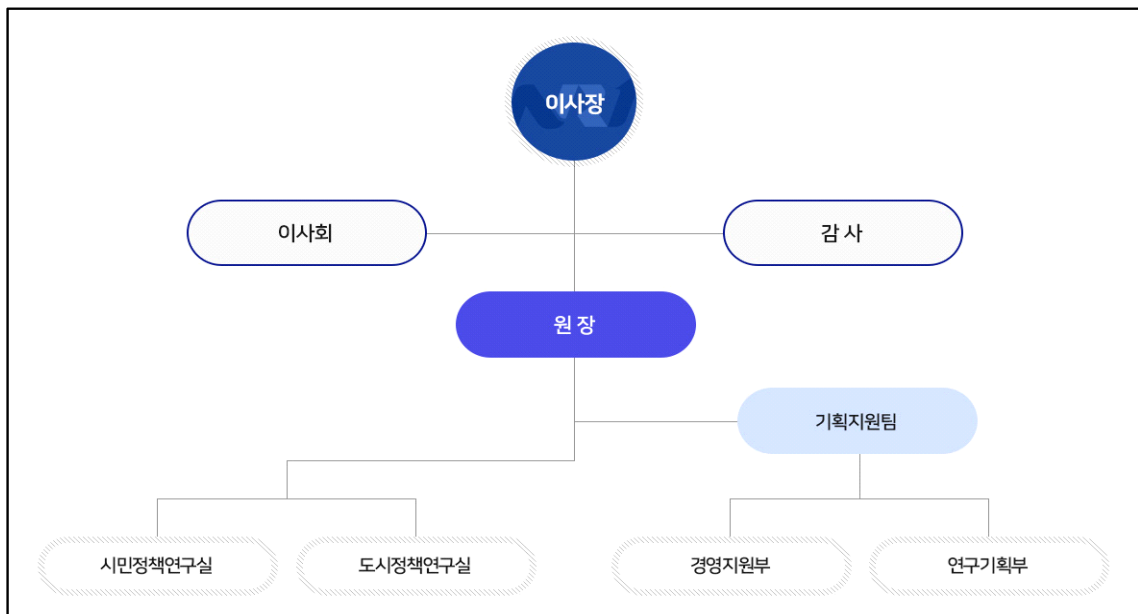 이사장
이사회
감 사
원 장
기획지원팀
시민정책연구실
도시정책연구실
경영지원부
연구기획부